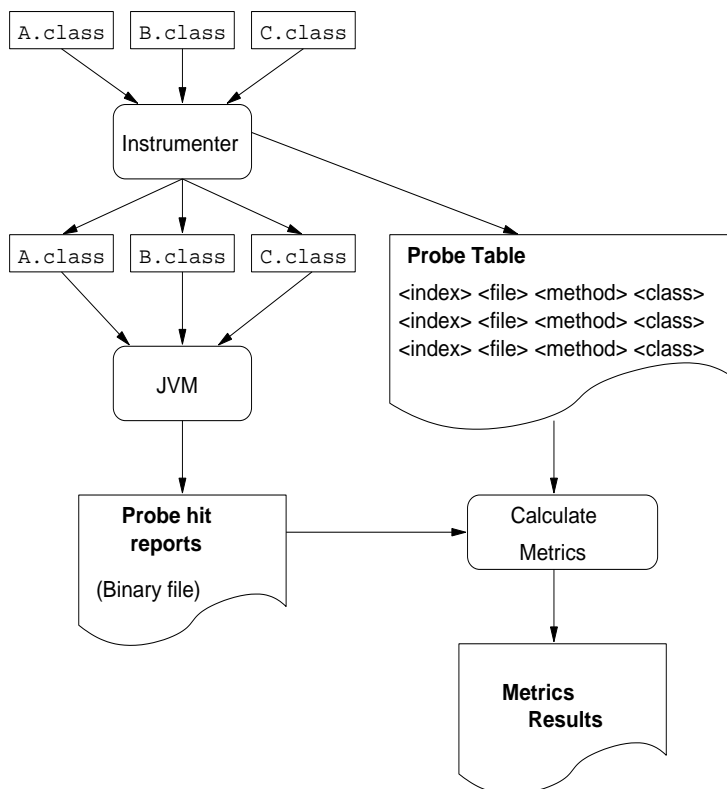 A.class B.class C.class
Instrumenter
A.class B.class C.class
Probe Table
<index> <file> <method> <class>
<index> <file> <method> <class>
<index> <file> <method> <class>
JVM
Probe hit
reports
(Binary file)
Calculate
Metrics
Metrics
Results